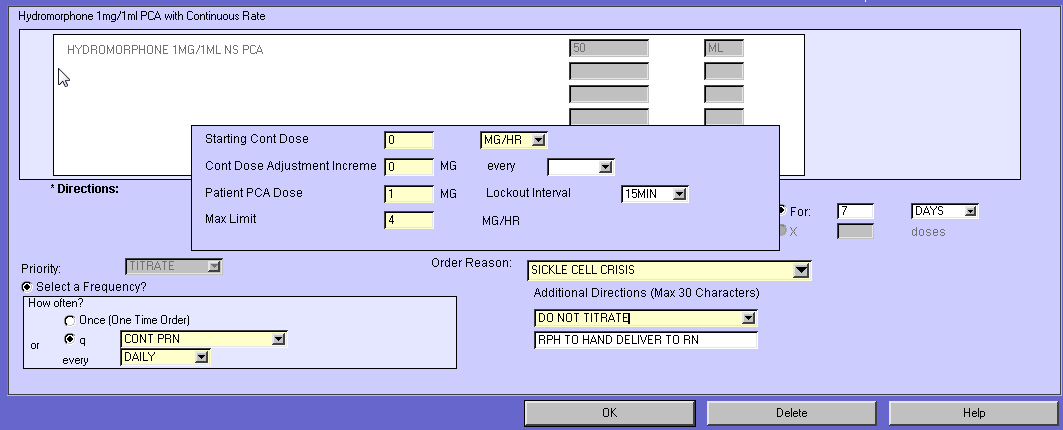 Hydromorphone 1mg/1ml PCA with Continuous Rate
HYDROMORPHONE 1MG/1ML NS PCA 50 ML
Starting Cont Dose 0 MG/HR
Cont Dose Adjustment Increme 0 MG every
Patient PCA Dose 1 MG Lockout Interval 15MIN
Max Limit 4 MG/HR
* Directions:
For: 7 DAYS
X doses
Priority: TITRATE
Order Reason: SICKLE CELL CRISIS
Select a Frequency?
Additional Directions (Max 30 Characters)
How often?
Once (One Time Order)
DO NOT TITRATE
or q CONT PRN
RPH TO HAND DELIVER TO RN
every DAILY
OK Delete Help